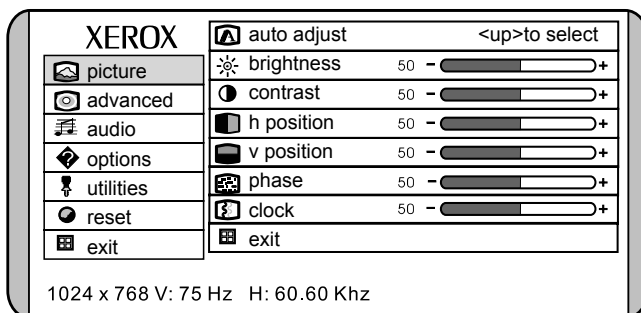 XEROX
picture
advanced
audio
options
utilities
reset
exit
auto adjust <up>to select
brightness 50 - +
contrast 50 - +
h position 50 - +
v position 50 - +
phase 50 - +
clock 50 - +
exit
1024 x 768 V: 75 Hz H: 60.60 Khz